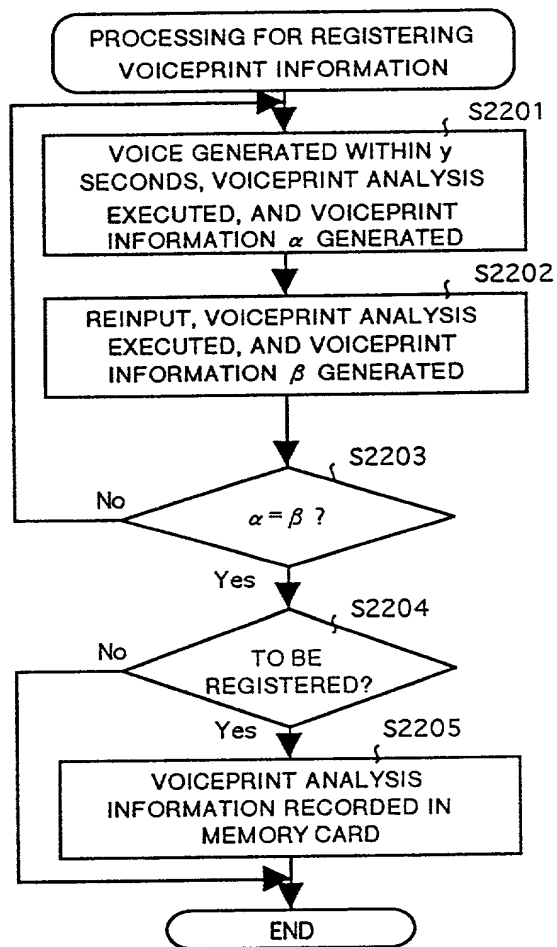 PROCESSING FOR REGISTERING
VOICEPRINT INFORMATION
S2201
VOICE GENERATED WITHIN y
SECONDS, VOICEPRINT ANALYSIS
EXECUTED, AND VOICEPRINT
INFORMATION α GENERATED
S2202
REINPUT, VOICEPRINT ANALYSIS
EXECUTED, AND VOICEPRINT
INFORMATION β GENERATED
S2203
No
α = β ?
Yes
S2204
No
TO BE
REGISTERED?
Yes
S2205
VOICEPRINT ANALYSIS
INFORMATION RECORDED IN
MEMORY CARD
END